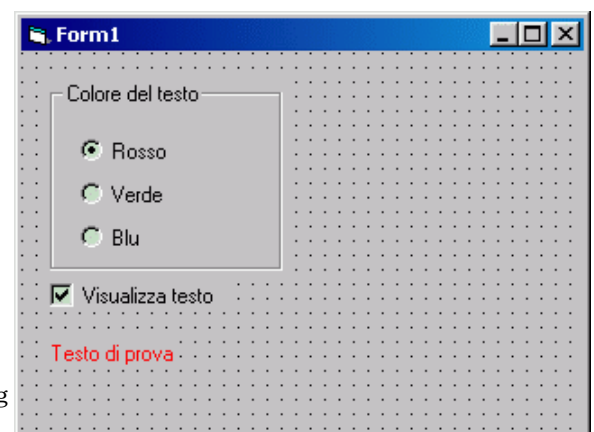 Form1
Colore del testo
Rosso
Verde
Blu
Visualizza testo
Testo di prova
g